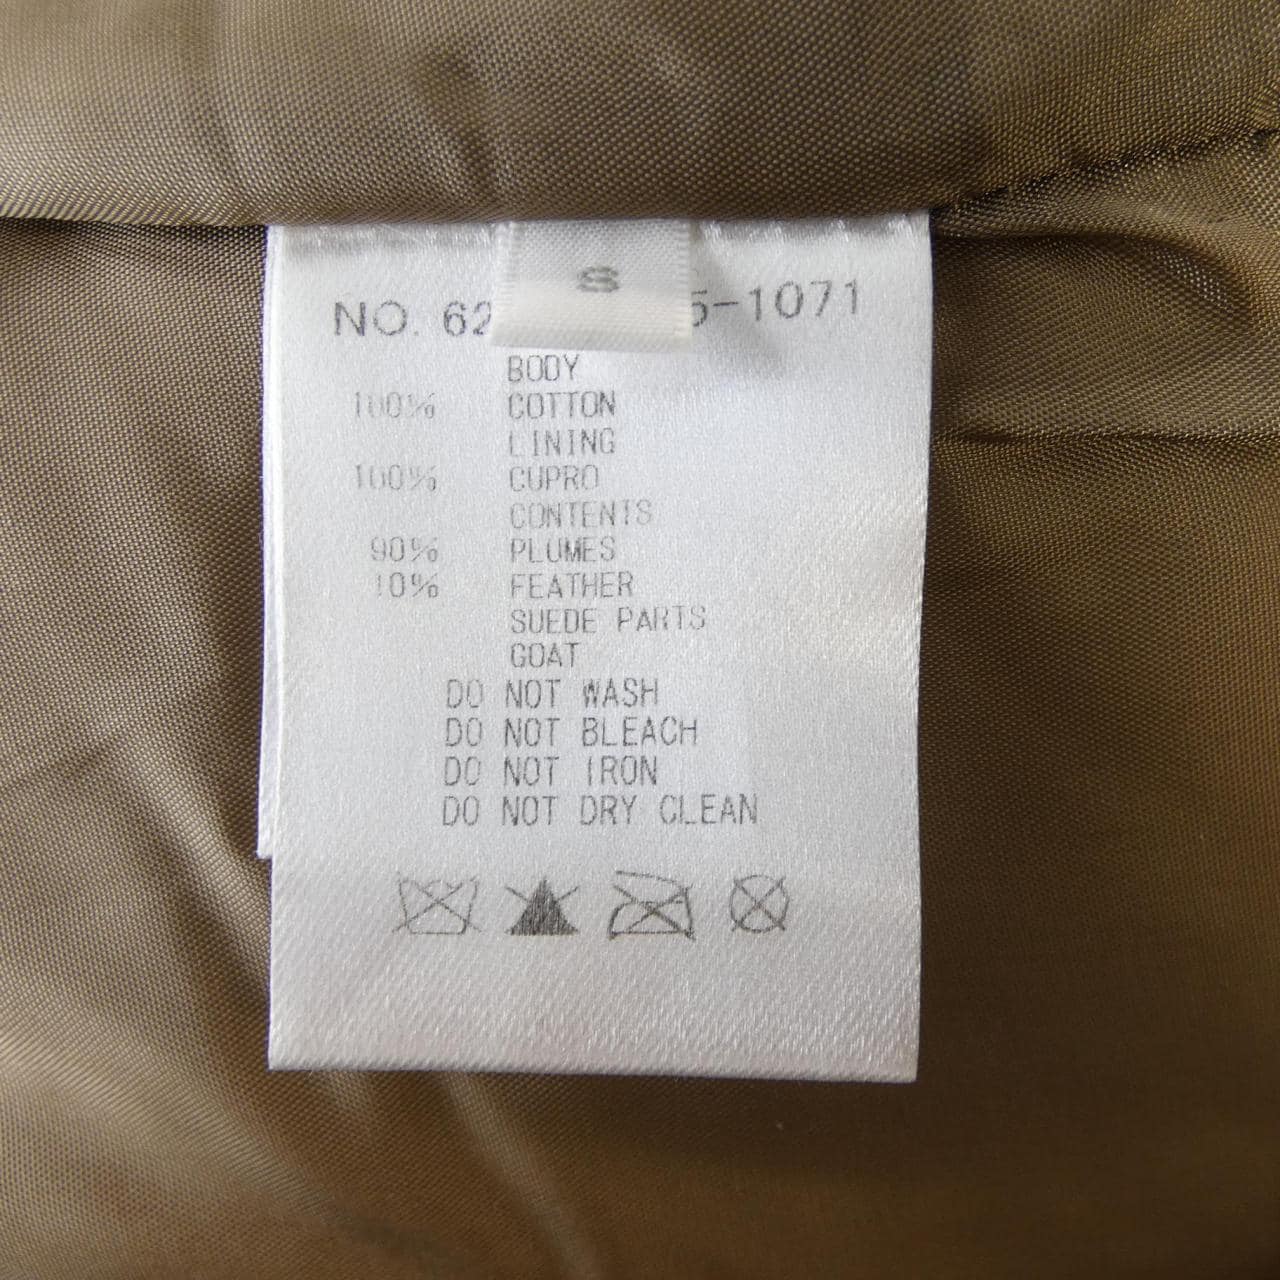 S
NO. 62 5-1071
BODY
100% COTTON
LINING
100% CUPRO
CONTENTS
90% PLUMES
10% FEATHER
SUEDE PARTS
GOAT
DO NOT WASH
DO NOT BLEACH
DO NOT IRON
DO NOT DRY CLEAN